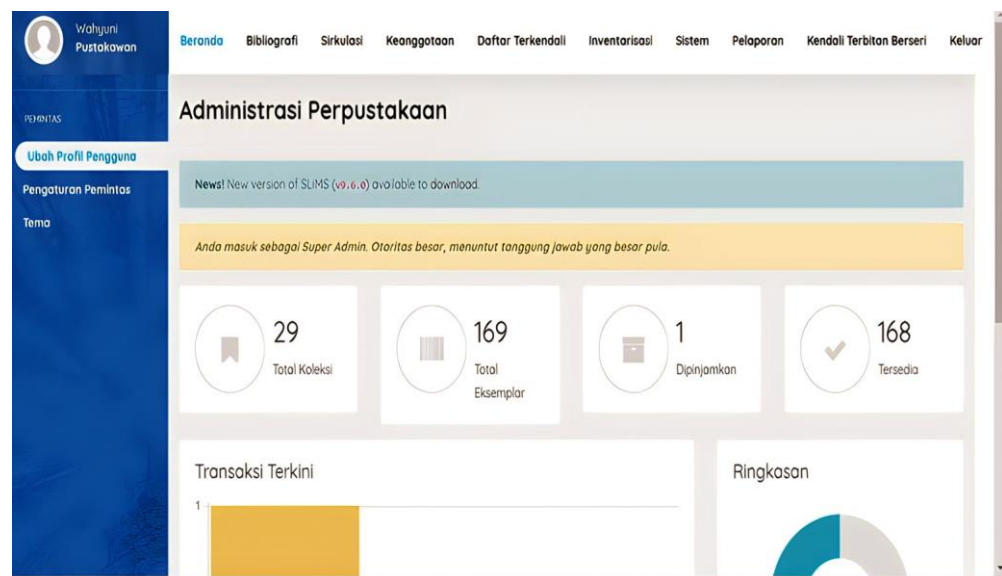 Wahyuni
Pustakawan
Beranda Bibliografi Sirkulasi Keanggotaan Daftar Terkendali Inventarisasi Sistem Pelaporan Kendali Terbitan Berseri Keluar
PEMINTAS
Ubah Profil Pengguna
Pengaturan Pemintas
Tema
Administrasi Perpustakaan
News! New version of SLiMS (v9.6.0) available to download.
Anda masuk sebagai Super Admin. Otoritas besar, menuntut tanggung jawab yang besar pula.
29
Total Koleksi
169
Total
Eksemplar
1
Dipinjamkan
168
Tersedia
Transaksi Terkini
1
Ringkasan